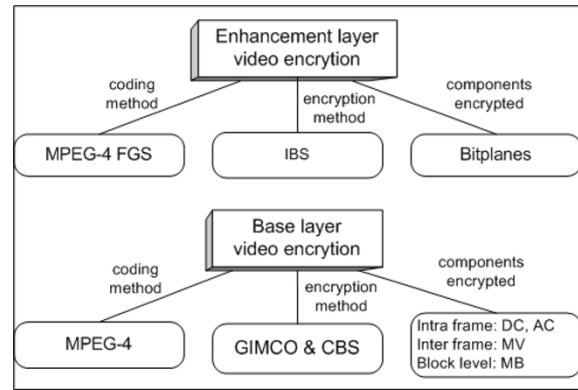 Enhancement layer
video encrytion
coding
method
encryption
method
components
encrypted
MPEG-4 FGS
IBS
Bitplanes
Base layer
video encrytion
coding
method
encryption
method
components
encrypted
MPEG-4
GIMCO & CBS
Intra frame: DC, AC
Inter frame: MV
Block level: MB